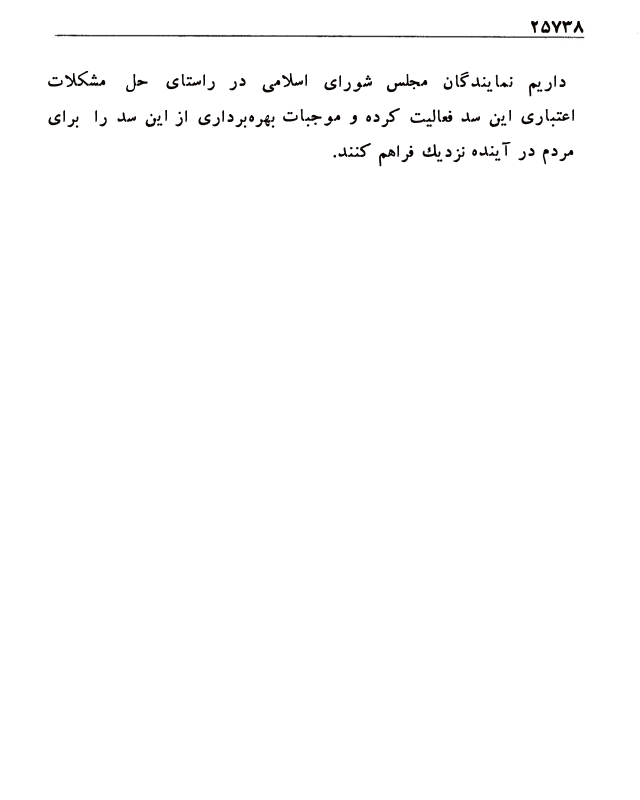 ۲۵۷۳۸
داریم نمایندگان مجلس شورای اسلامی در راستای حل مشکلات
اعتباری این سد فعالیت کرده و موجبات بهره‌برداری از این سد را برای
مردم در آینده نزدیك فراهم کنند.